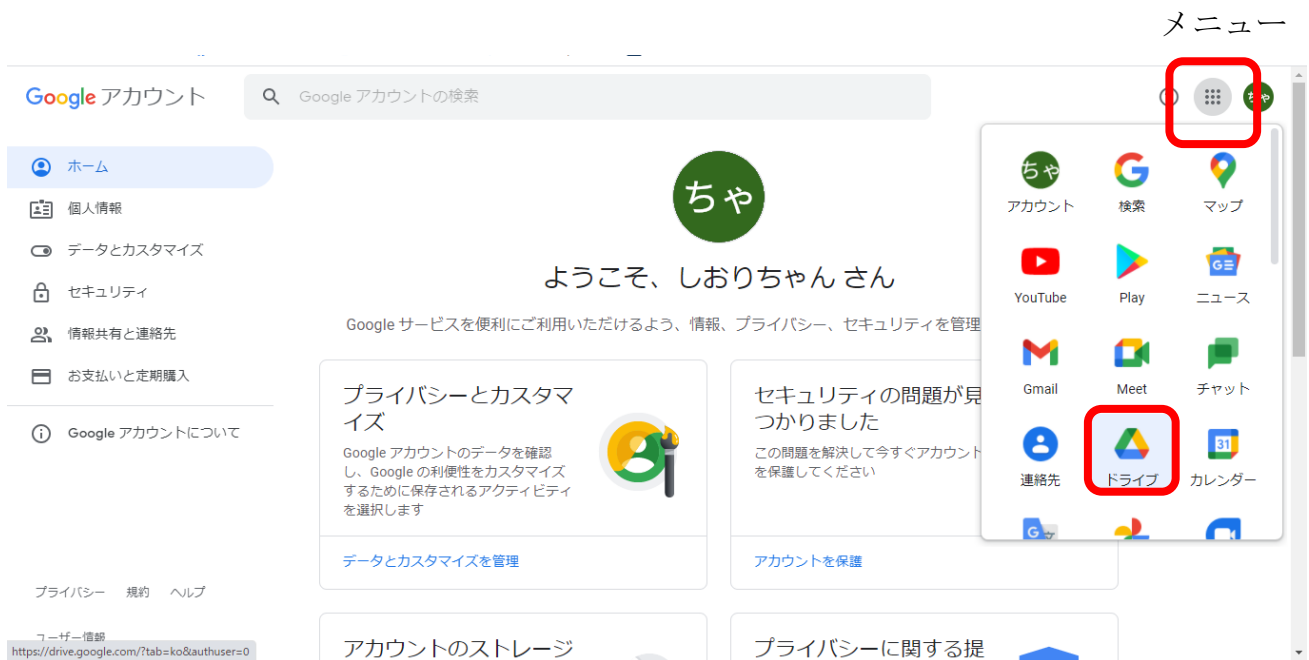 メニュー
Google アカウント
Google アカウントの検索
ちゃ
ホーム
個人情報
データとカスタマイズ
セキュリティ
情報共有と連絡先
お支払いと定期購入
Google アカウントについて
プライバシー 規約 ヘルプ
ユーザー情報
https://drive.google.com/?tab=ko&authuser=0
ちゃ
ようこそ、しおりちゃん さん
Google サービスを便利にご利用いただけるよう、情報、プライバシー、セキュリティを管理
プライバシーとカスタマ
イズ
Google アカウントのデータを確認
し、Google の利便性をカスタマイズ
するために保存されるアクティビティ
を選択します
データとカスタマイズを管理
セキュリティの問題が見
つかりました
この問題を解決して今すぐアカウント
を保護してください
アカウントを保護
アカウントのストレージ
プライバシーに関する提
ちゃ
アカウント 検索 マップ
G≡
YouTube Play ニュース
Gmail Meet チャット
31
連絡先 ドライブ カレンダー
G